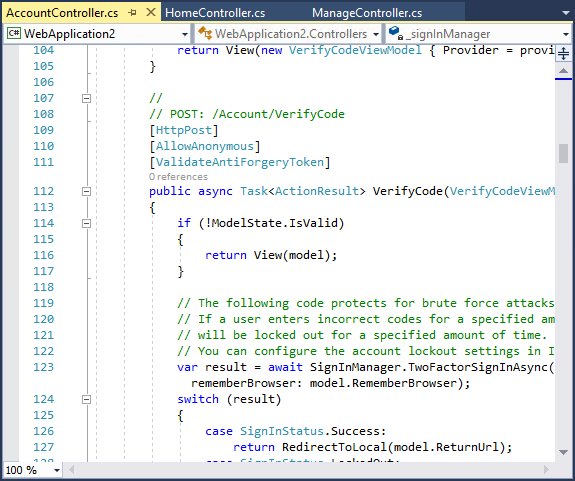 AccountController.cs HomeController.cs ManageController.cs
C# WebApplication2 WebApplication2.Controllers _signInManager
104 return View(new VerifyCodeViewModel { Provider = provi
105 }
106
107 //
108 // POST: /Account/VerifyCode
109 [HttpPost]
110 [AllowAnonymous]
111 [ValidateAntiForgeryToken]
0 references
112 public async Task<ActionResult> VerifyCode(VerifyCodeViewM
113 {
114 if (!ModelState.IsValid)
115 {
116 return View(model);
117 }
118
119 // The following code protects for brute force attacks
120 // If a user enters incorrect codes for a specified am
121 // will be locked out for a specified amount of time.
122 // You can configure the account lockout settings in I
123 var result = await SignInManager.TwoFactorSignInAsync(
rememberBrowser: model.RememberBrowser);
124 switch (result)
125 {
126 case SignInStatus.Success:
127 return RedirectToLocal(model.ReturnUrl);
128 case SignInStatus.LockedOut:
100 %